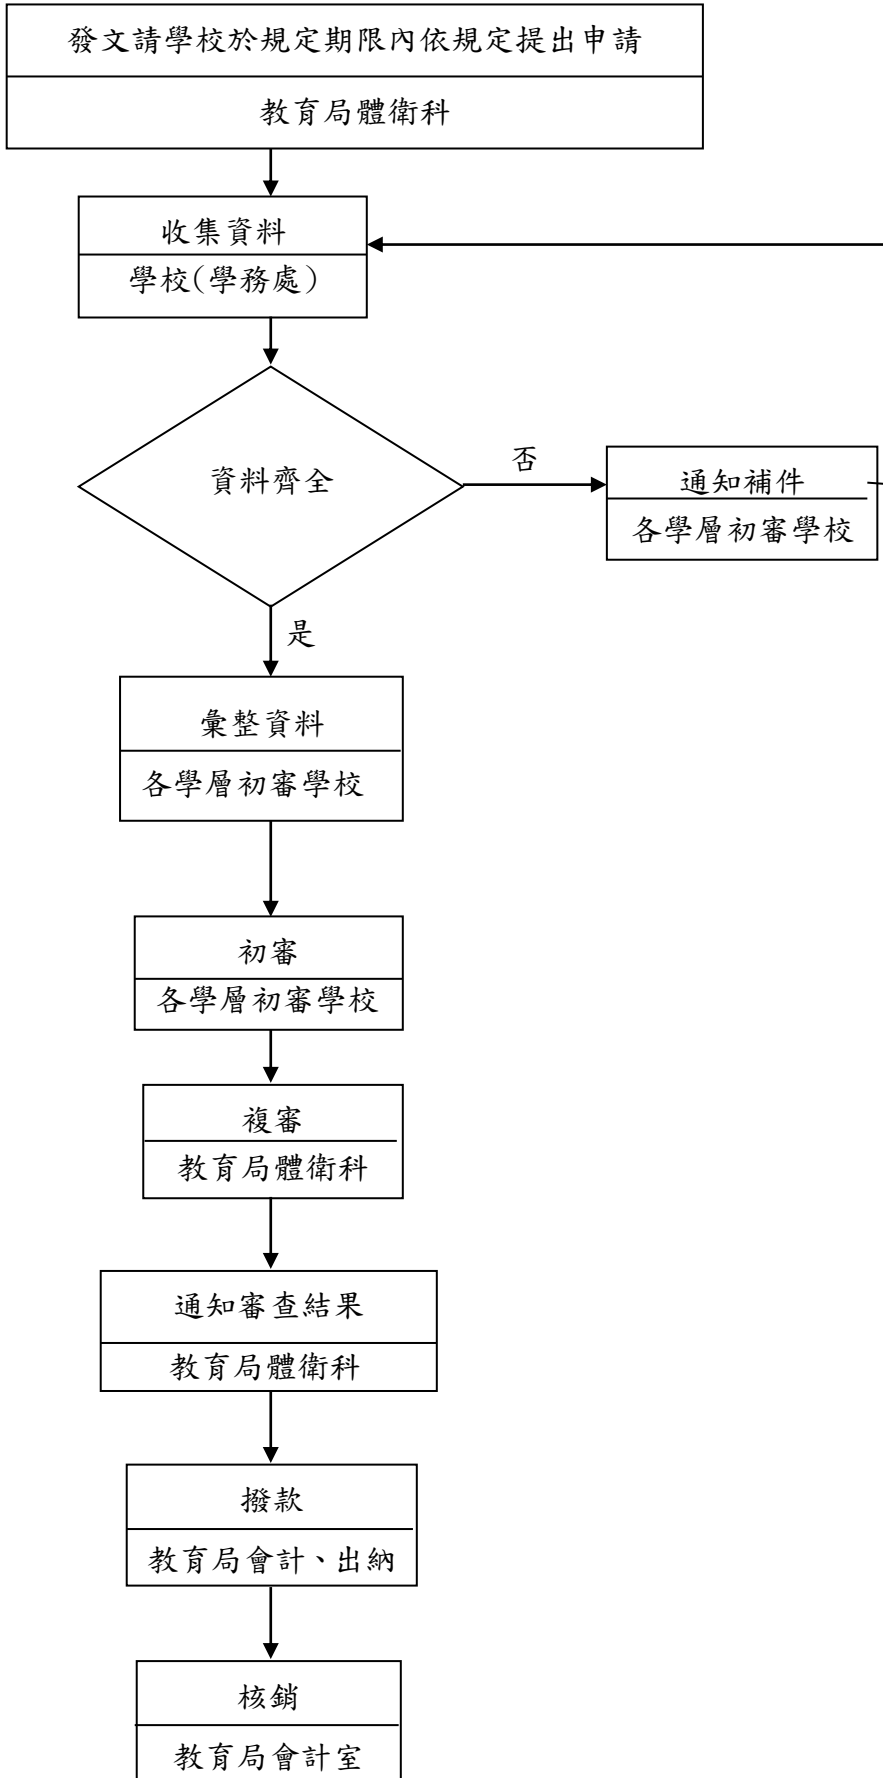 發文請學校於規定期限內依規定提出申請
教育局體衛科
收集資料
學校(學務處)
資料齊全
否
通知補件
各學層初審學校
是
彙整資料
各學層初審學校
初審
各學層初審學校
複審
教育局體衛科
通知審查結果
教育局體衛科
撥款
教育局會計、出納
核銷
教育局會計室